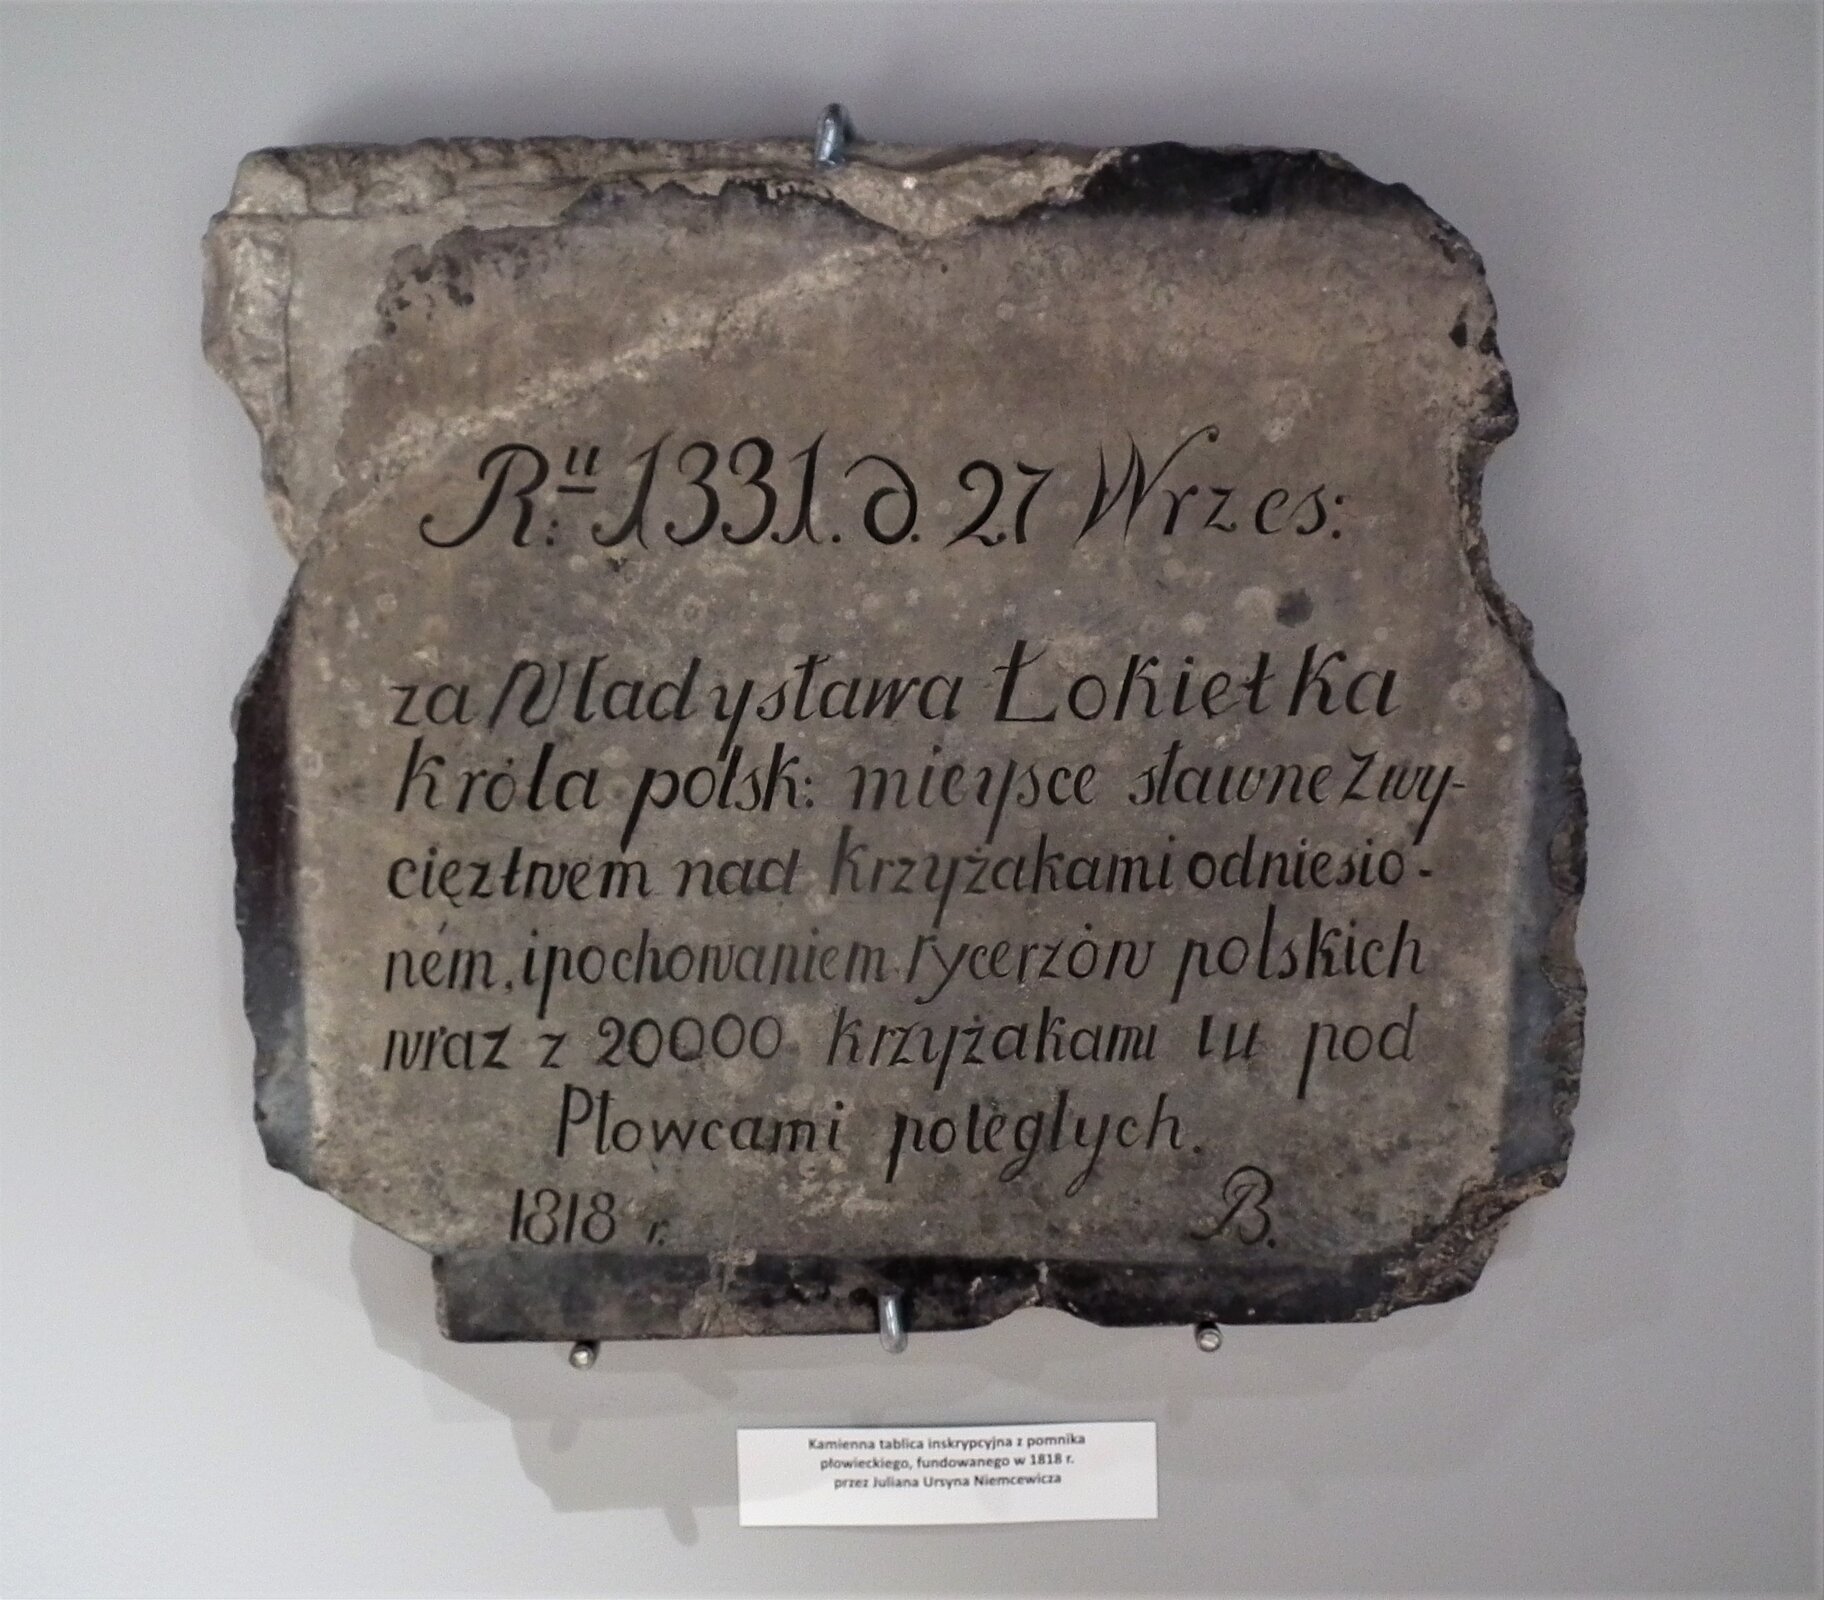 R:ᵘ 1331. d. 27 Wrzes:
za Władysława Łokietka
Króla polsk: mieysce sławne Zwy-
cięztwem nad Krzyżakami odniesio-
ném, i pochowaniem rycerzów polskich
wraz z 20000 krzyżakami tu pod
Płowcami poległych.
1818 r. B.
Kamienna tablica inskrypcyjna z pomnika
płowieckiego, fundowanego w 1818 r.
przez Juliana Ursyna Niemcewicza